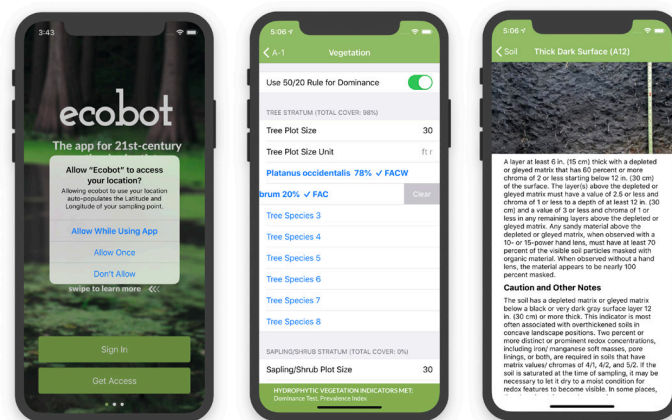 3:43
ecobot
The app for 21st-century
Allow "Ecobot" to access
your location?
Allowing ecobot to use your location
auto-populates the Latitude and
Longitude of your sampling point.
Allow While Using App
Allow Once
Don't Allow
swipe to learn more
Sign In
Get Access
5:06
A-1
Vegetation
Use 50/20 Rule for Dominance
TREE STRATUM (TOTAL COVER: 98%)
Tree Plot Size 30
Tree Plot Size Unit ft r
Platanus occidentalis 78% ✓ FACW
brum 20% ✓ FAC Clear
Tree Species 3
Tree Species 4
Tree Species 5
Tree Species 6
Tree Species 7
Tree Species 8
SAPLING/SHRUB STRATUM (TOTAL COVER: 0%)
Sapling/Shrub Plot Size 30
HYDROPHYTIC VEGETATION INDICATORS MET:
Dominance Test, Prevalence Index
5:06
Soil
Thick Dark Surface (A12)
A layer at least 6 in. (15 cm) thick with a depleted
or gleyed matrix that has 60 percent or more
chroma of 2 or less starting below 12 in. (30 cm)
of the surface. The layer(s) above the depleted or
gleyed matrix must have a value of 2.5 or less and
chroma of 1 or less to a depth of at least 12 in. (30
cm) and a value of 3 or less and chroma of 1 or
less in any remaining layers above the depleted or
gleyed matrix. Any sandy material above the
depleted or gleyed matrix, when observed with a
10- or 15-power hand lens, must have at least 70
percent of the visible soil particles masked with
organic material. When observed without a hand
lens, the material appears to be nearly 100
percent masked.
Caution and Other Notes
The soil has a depleted matrix or gleyed matrix
below a black or very dark gray surface layer 12
in. (30 cm) or more thick. This indicator is most
often associated with overthickened soils in
concave landscape positions. Two percent or
more distinct or prominent redox concentrations,
including iron/ manganese soft masses, pore
linings, or both, are required in soils that have
matrix values/ chromas of 4/1, 4/2, and 5/2. If the
soil is saturated at the time of sampling, it may be
necessary to let it dry to a moist condition for
redox features to become visible. In some places,